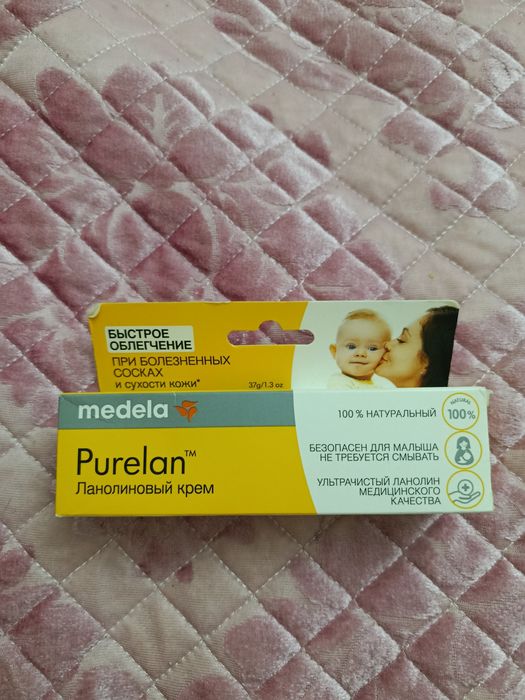 БЫСТРОЕ
ОБЛЕГЧЕНИЕ
ПРИ БОЛЕЗНЕННЫХ
СОСКАХ
и сухости кожи*
37g/1.3 oz
medela
Purelan™
Ланолиновый крем
100 % НАТУРАЛЬНЫЙ
NATURAL
100%
БЕЗОПАСЕН ДЛЯ МАЛЫША
НЕ ТРЕБУЕТСЯ СМЫВАТЬ
УЛЬТРАЧИСТЫЙ ЛАНОЛИН
МЕДИЦИНСКОГО
КАЧЕСТВА